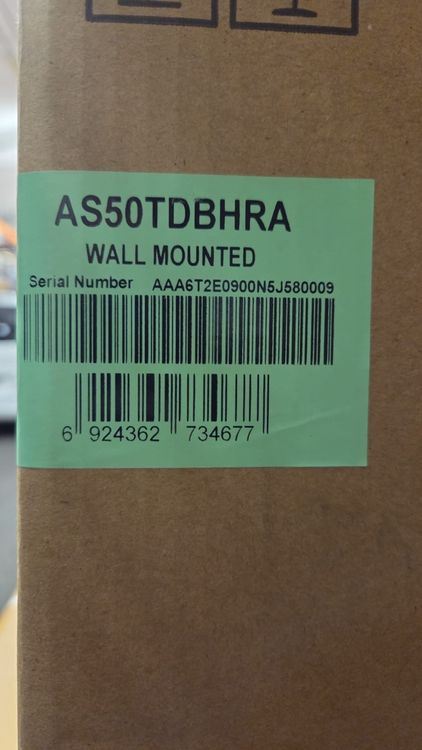 AS50TDBHRA
WALL MOUNTED
Serial Number AAA6T2E0900N5J580009
6 924362 734677